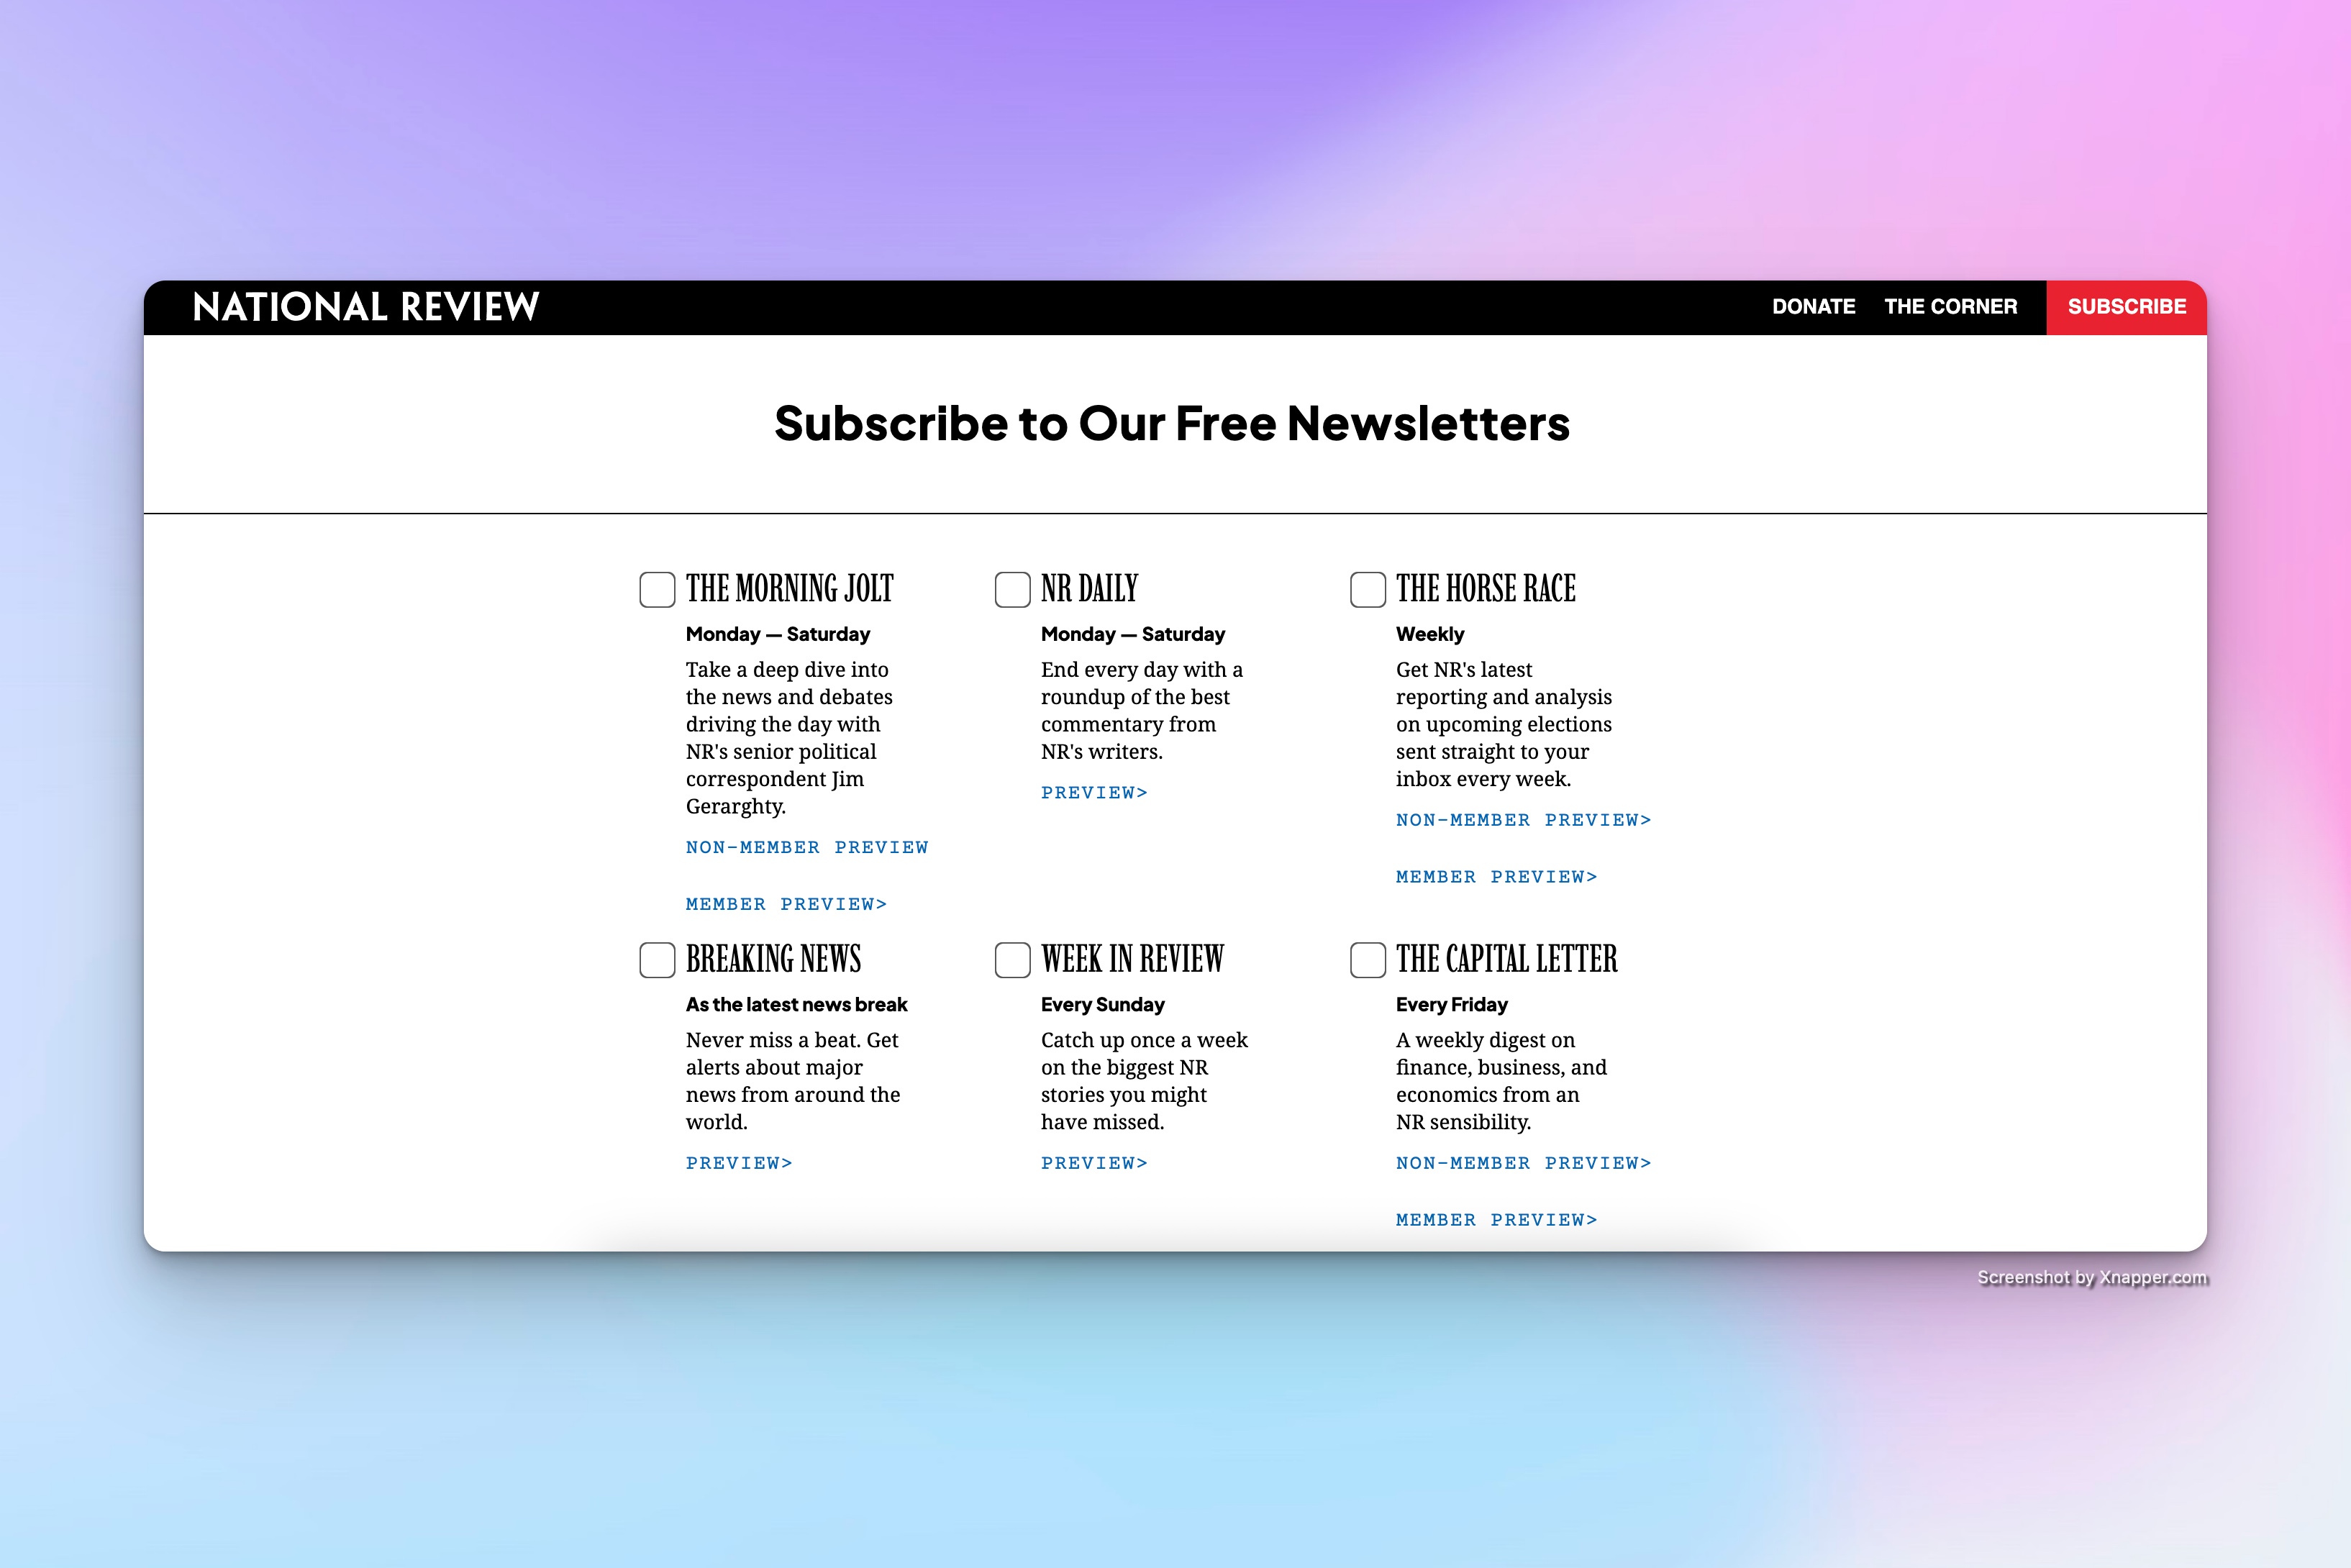 NATIONAL REVIEW
DONATE THE CORNER SUBSCRIBE
Subscribe to Our Free Newsletters
THE MORNING JOLT
Monday — Saturday
Take a deep dive into
the news and debates
driving the day with
NR's senior political
correspondent Jim
Gerarghty.
NON-MEMBER PREVIEW
MEMBER PREVIEW>
NR DAILY
Monday — Saturday
End every day with a
roundup of the best
commentary from
NR's writers.
PREVIEW>
THE HORSE RACE
Weekly
Get NR's latest
reporting and analysis
on upcoming elections
sent straight to your
inbox every week.
NON-MEMBER PREVIEW>
MEMBER PREVIEW>
BREAKING NEWS
As the latest news break
Never miss a beat. Get
alerts about major
news from around the
world.
PREVIEW>
WEEK IN REVIEW
Every Sunday
Catch up once a week
on the biggest NR
stories you might
have missed.
PREVIEW>
THE CAPITAL LETTER
Every Friday
A weekly digest on
finance, business, and
economics from an
NR sensibility.
NON-MEMBER PREVIEW>
MEMBER PREVIEW>
Screenshot by Xnapper.com